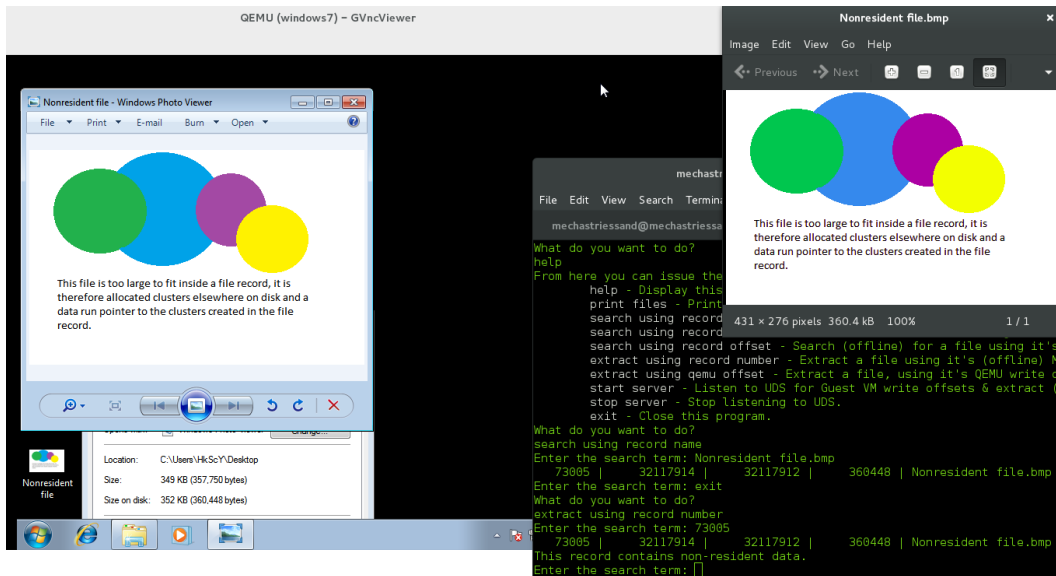 QEMU (windows7) – GVncViewer
Nonresident file - Windows Photo Viewer
File Print E-mail Burn Open
This file is too large to fit inside a file record, it is
therefore allocated clusters elsewhere on disk and a
data run pointer to the clusters created in the file
record.
Location: C:\Users\HkScY\Desktop
Size: 349 KB (357,750 bytes)
Size on disk: 352 KB (360,448 bytes)
Nonresident
file
Nonresident file.bmp
Image Edit View Go Help
Previous Next
This file is too large to fit inside a file record, it is
therefore allocated clusters elsewhere on disk and a
data run pointer to the clusters created in the file
record.
431 × 276 pixels 360.4 kB 100% 1 / 1
mechastr
File Edit View Search Termina
mechastriessand@mechastriessa
What do you want to do?
help
From here you can issue the
help - Display this
print files - Print
search using record
search using record
search using record offset - Search (offline) for a file using it's
extract using record number - Extract a file using it's (offline) M
extract using qemu offset - Extract a file, using it's QEMU write o
start server - Listen to UDS for Guest VM write offsets & extract (
stop server - Stop listening to UDS.
exit - Close this program.
What do you want to do?
search using record name
Enter the search term: Nonresident file.bmp
73005 | 32117914 | 32117912 | 360448 | Nonresident file.bmp
Enter the search term: exit
What do you want to do?
extract using record number
Enter the search term: 73005
73005 | 32117914 | 32117912 | 360448 | Nonresident file.bmp
This record contains non-resident data.
Enter the search term: